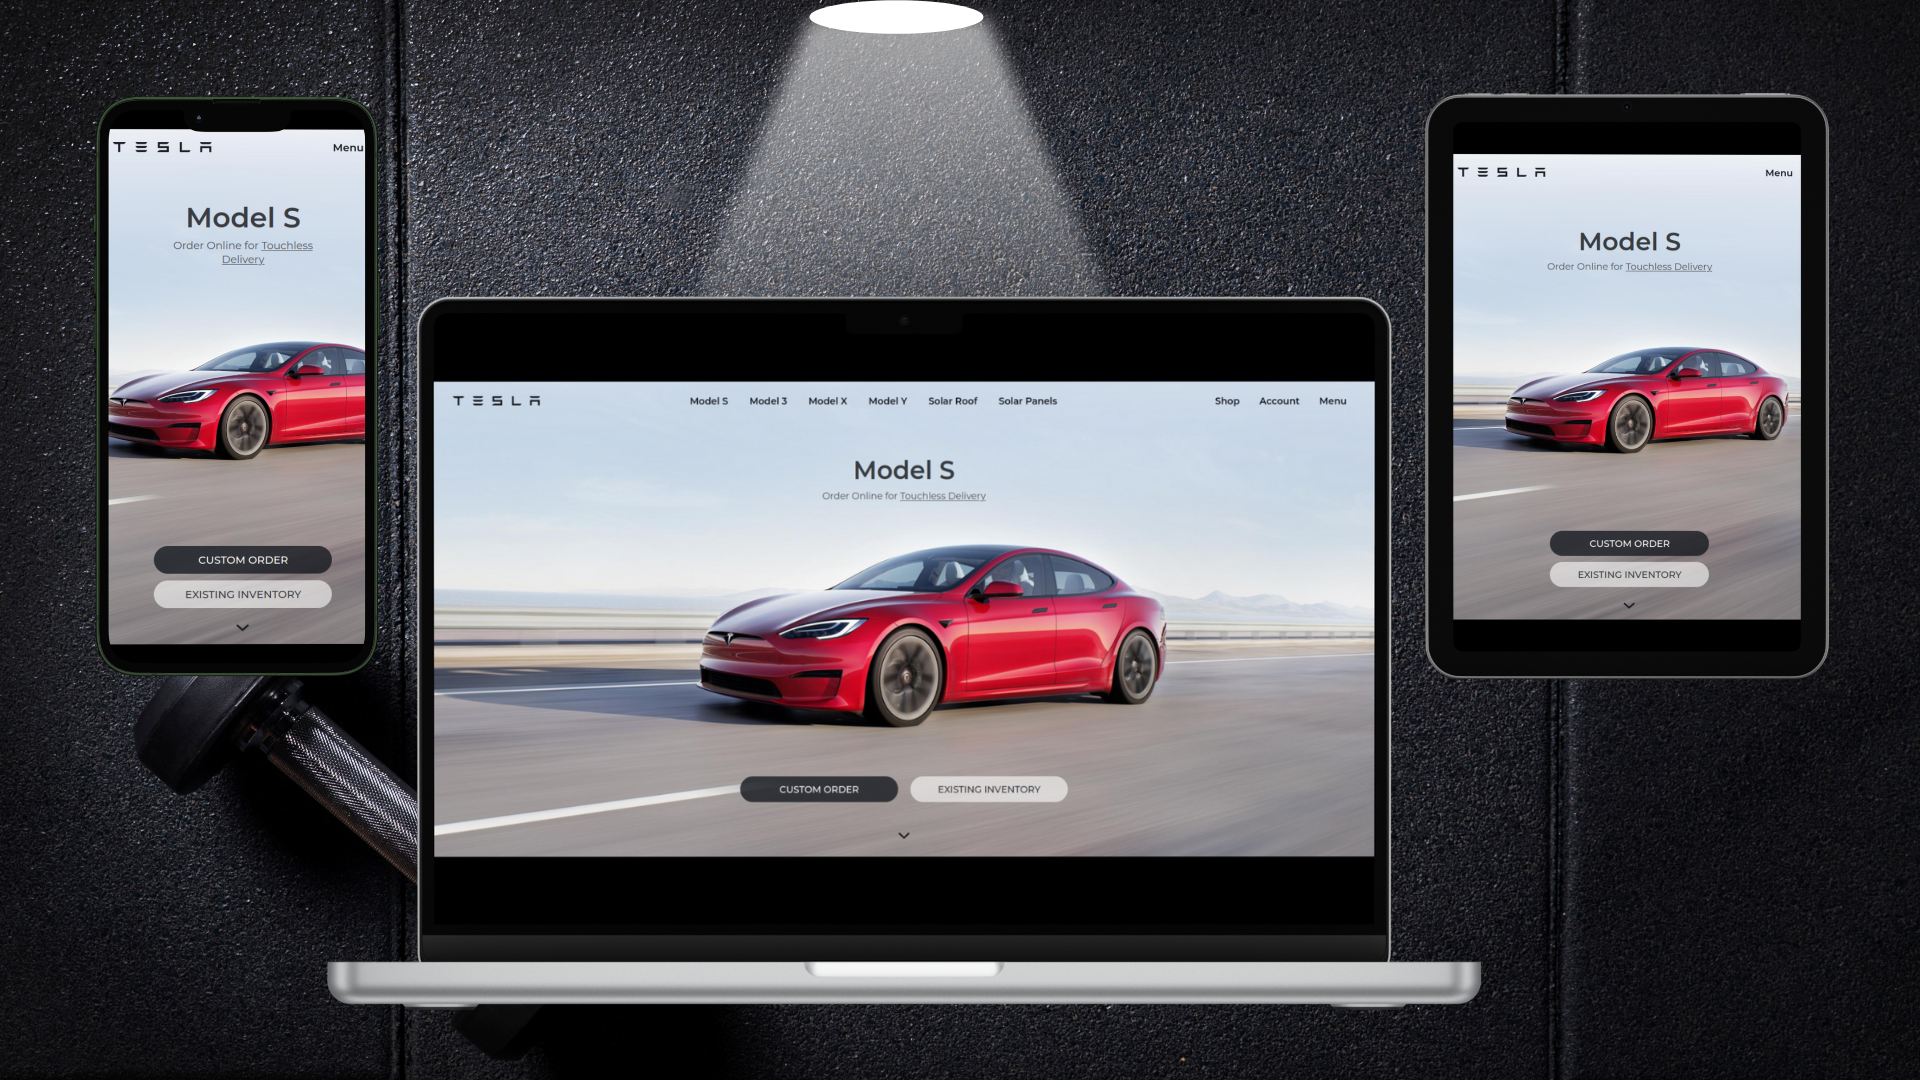 TESLA
Menu
Model S
Order Online for Touchless
Delivery
CUSTOM ORDER
EXISTING INVENTORY
TESLA
Model S Model 3 Model X Model Y Solar Roof Solar Panels
Shop Account Menu
Model S
Order Online for Touchless Delivery
CUSTOM ORDER
EXISTING INVENTORY
TESLA
Menu
Model S
Order Online for Touchless Delivery
CUSTOM ORDER
EXISTING INVENTORY